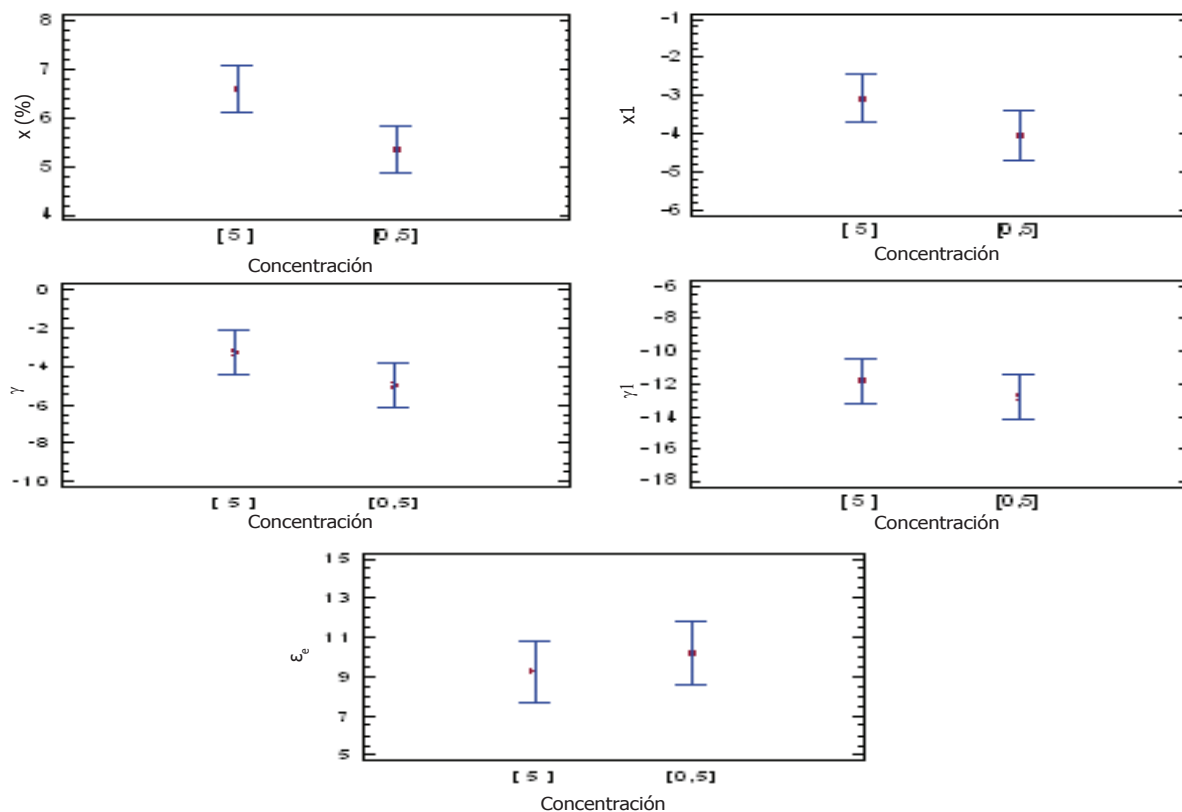 8
7
6
5
4
x (%)
[ 5 ]
[0,5]
Concentración
-1
-2
-3
-4
-5
-6
x1
[ 5 ]
[0,5]
Concentración
0
-2
-4
-6
-8
-10
γ
[ 5 ]
[0,5]
Concentración
-6
-8
-10
-12
-14
-16
-18
γ1
[ 5 ]
[0,5]
Concentración
15
13
11
9
7
5
εₑ
[ 5 ]
[0,5]
Concentración